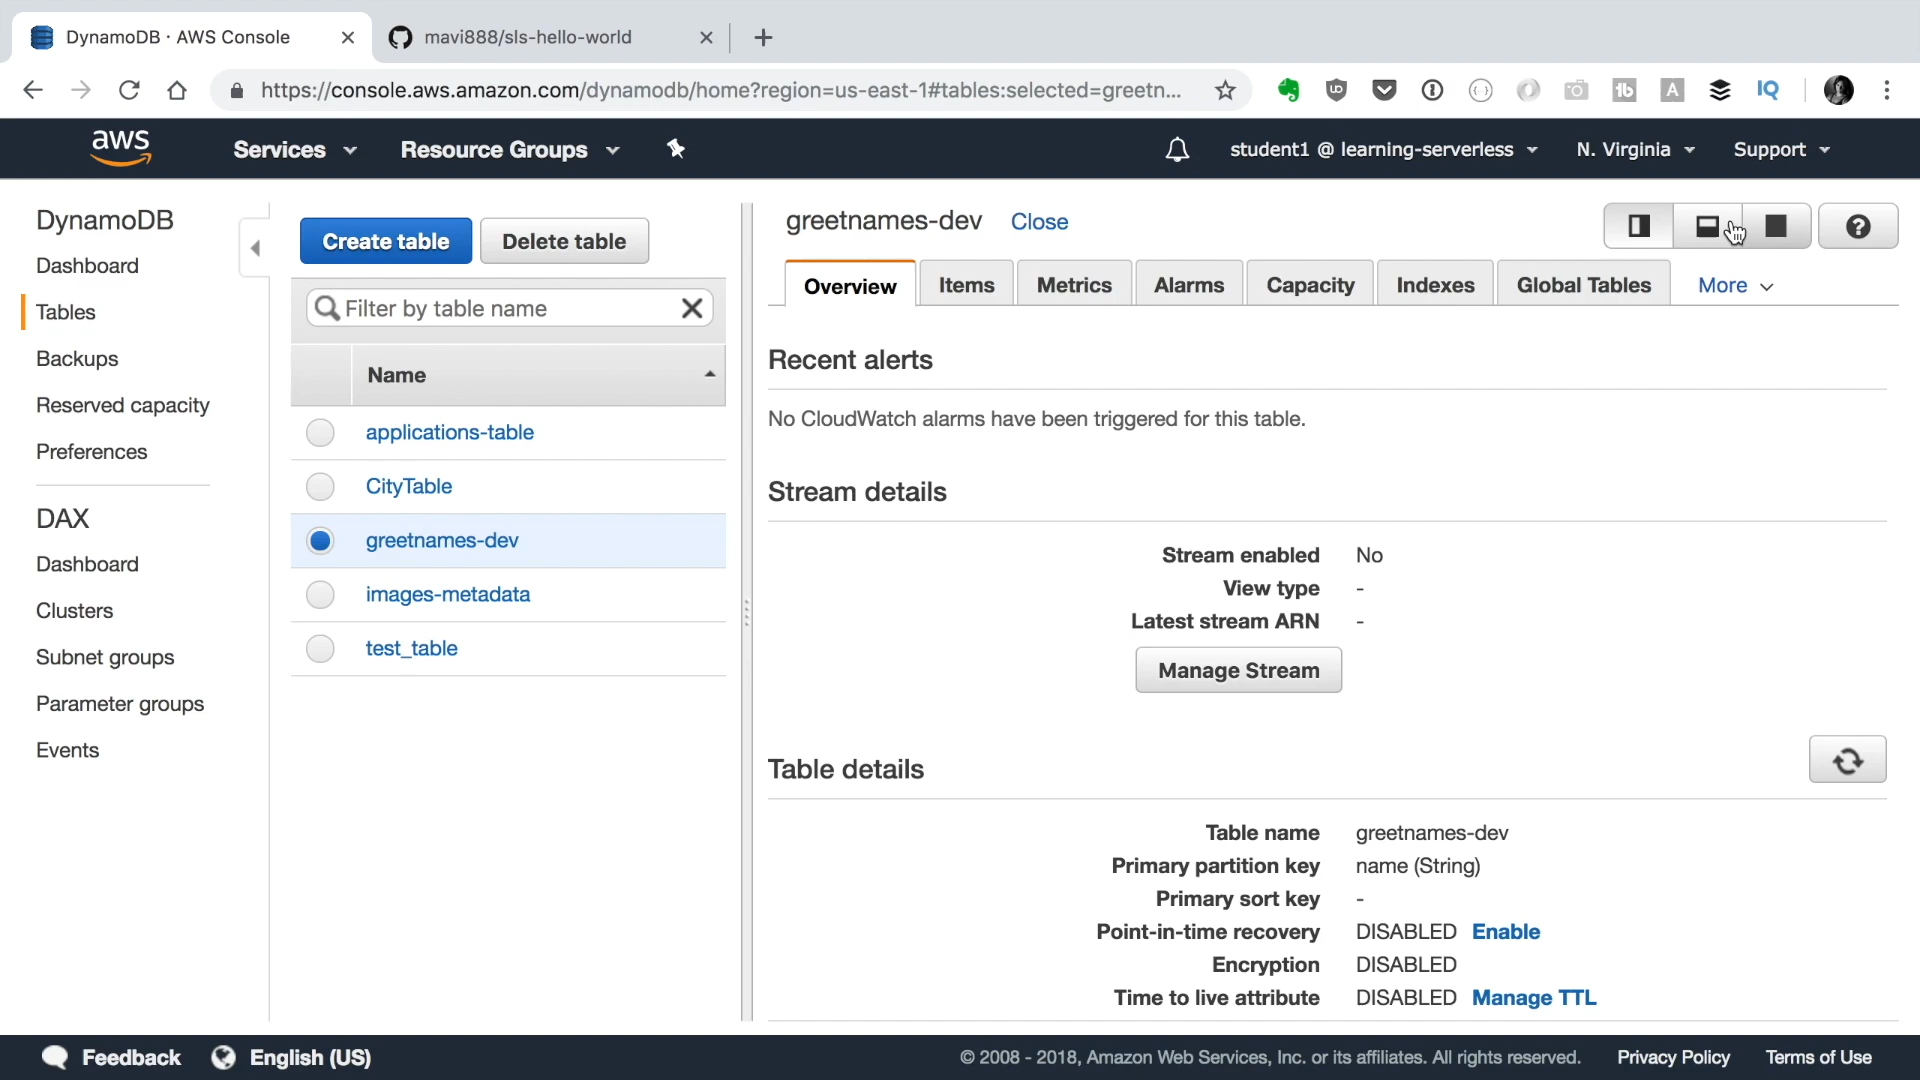 DynamoDB · AWS Console
mavi888/sls-hello-world
https://console.aws.amazon.com/dynamodb/home?region=us-east-1#tables:selected=greetn...
aws
Services
Resource Groups
student1 @ learning-serverless
N. Virginia
Support
DynamoDB
Dashboard
Tables
Backups
Reserved capacity
Preferences
DAX
Dashboard
Clusters
Subnet groups
Parameter groups
Events
Create table
Delete table
Filter by table name
Name
applications-table
CityTable
greetnames-dev
images-metadata
test_table
greetnames-dev
Close
Overview
Items
Metrics
Alarms
Capacity
Indexes
Global Tables
More
Recent alerts
No CloudWatch alarms have been triggered for this table.
Stream details
Stream enabled No
View type -
Latest stream ARN -
Manage Stream
Table details
Table name greetnames-dev
Primary partition key name (String)
Primary sort key -
Point-in-time recovery DISABLED Enable
Encryption DISABLED
Time to live attribute DISABLED Manage TTL
Feedback
English (US)
© 2008 - 2018, Amazon Web Services, Inc. or its affiliates. All rights reserved.
Privacy Policy
Terms of Use